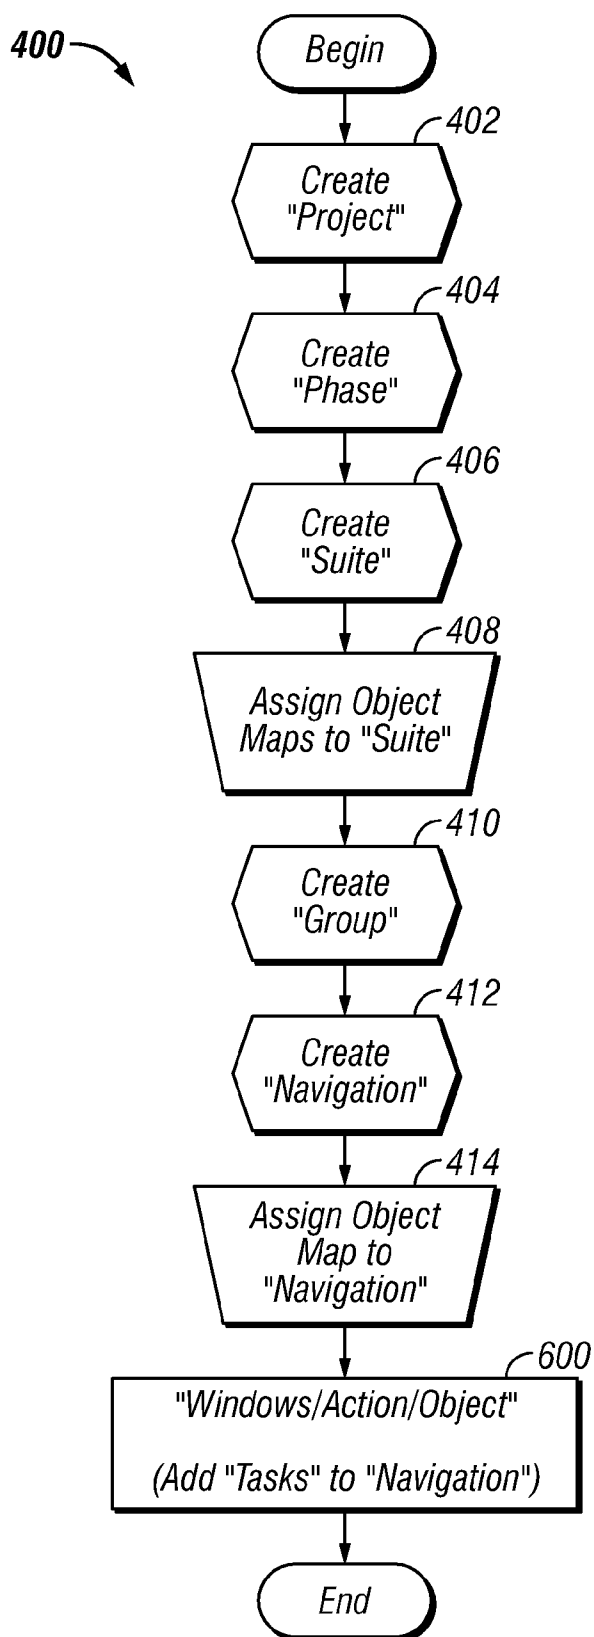 400
Begin
402
Create
"Project"
404
Create
"Phase"
406
Create
"Suite"
408
Assign Object
Maps to "Suite"
410
Create
"Group"
412
Create
"Navigation"
414
Assign Object
Map to
"Navigation"
600
"Windows/Action/Object"
(Add "Tasks" to "Navigation")
End